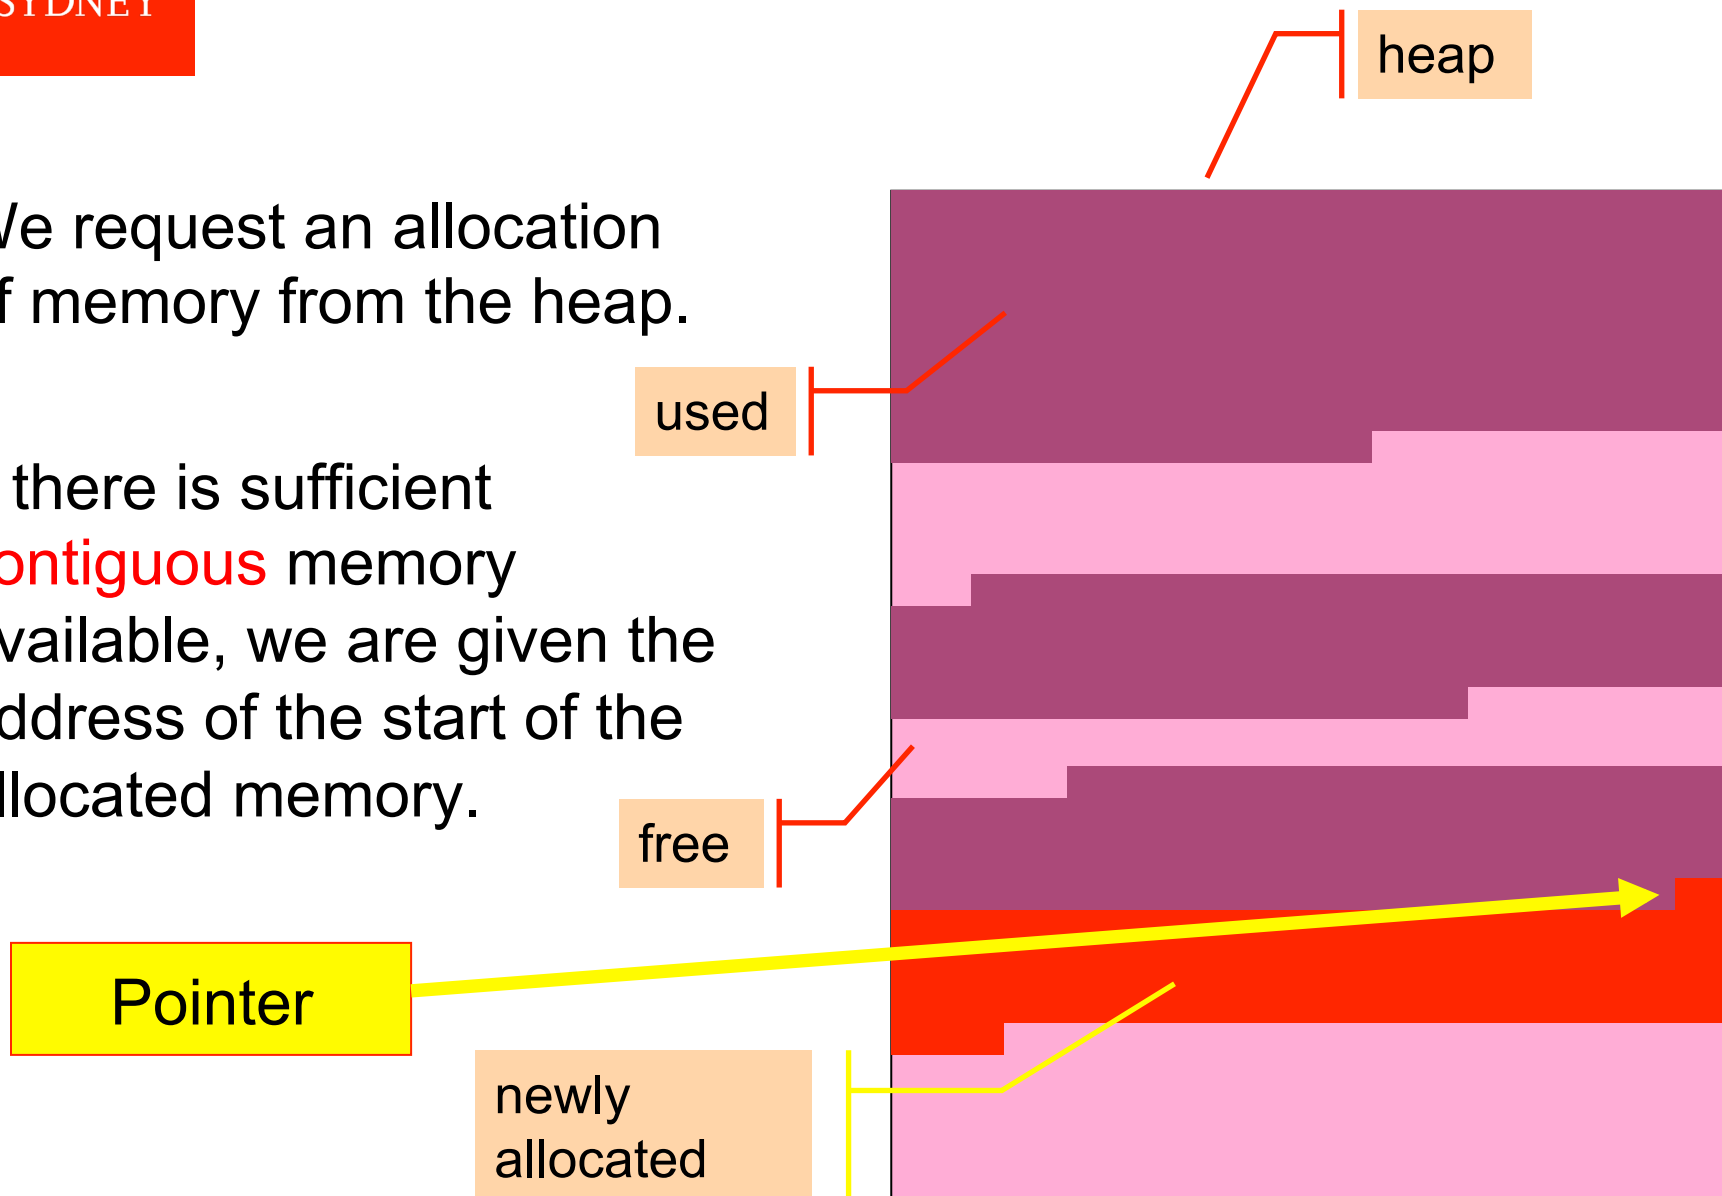 SYDNEY
heap
We request an allocation
f memory from the heap.
used
there is sufficient
ontiguous memory
vailable, we are given the
ddress of the start of the
llocated memory.
free
Pointer
newly
allocated